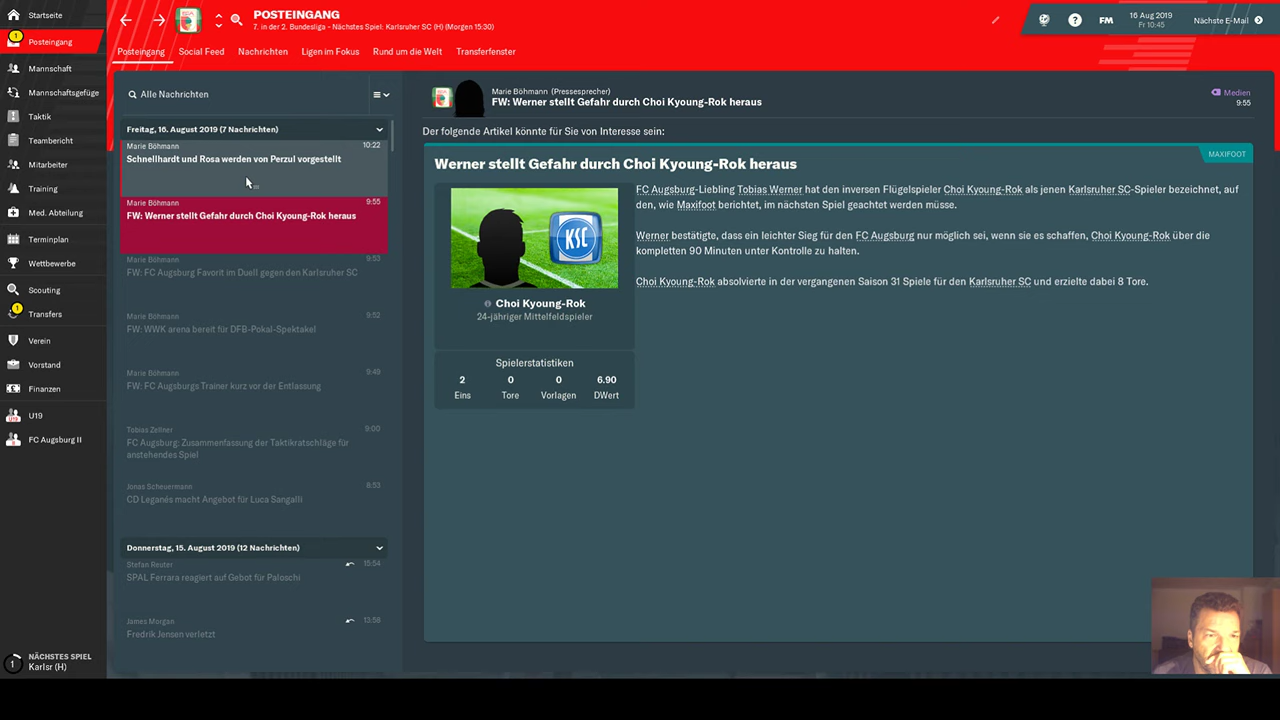 Startseite
1
Posteingang
Mannschaft
Mannschaftsgefüge
Taktik
Teambericht
Mitarbeiter
Training
Med. Abteilung
Terminplan
Wettbewerbe
Scouting
1
Transfers
Verein
Vorstand
Finanzen
U19
FC Augsburg II
1
NÄCHSTES SPIEL
Karlsr (H)
POSTEINGANG
7. in der 2. Bundesliga - Nächstes Spiel: Karlsruher SC (H) (Morgen 15:30)
?
FM
16 Aug 2019
Fr 10:45
NÄCHSTE E-MAIL
Posteingang
Social Feed
Nachrichten
Ligen im Fokus
Rund um die Welt
Transferfenster
Alle Nachrichten
Freitag, 16. August 2019 (7 Nachrichten)
Marie Böhmann 10:22
Schnellhardt und Rosa werden von Perzul vorgestellt
Marie Böhmann 9:55
FW: Werner stellt Gefahr durch Choi Kyoung-Rok heraus
Marie Böhmann 9:53
FW: FC Augsburg Favorit im Duell gegen den Karlsruher SC
Marie Böhmann 9:52
FW: WWK arena bereit für DFB-Pokal-Spektakel
Marie Böhmann 9:49
FW: FC Augsburgs Trainer kurz vor der Entlassung
Tobias Zellner 9:00
FC Augsburg: Zusammenfassung der Taktikratschläge für
anstehendes Spiel
Jonas Scheuermann 8:53
CD Leganés macht Angebot für Luca Sangalli
Donnerstag, 15. August 2019 (12 Nachrichten)
Stefan Reuter 15:54
SPAL Ferrara reagiert auf Gebot für Paloschi
James Morgan 13:58
Fredrik Jensen verletzt
Marie Böhmann (Pressesprecher)
FW: Werner stellt Gefahr durch Choi Kyoung-Rok heraus
Medien
9:55
Der folgende Artikel könnte für Sie von Interesse sein:
Werner stellt Gefahr durch Choi Kyoung-Rok heraus
MAXIFOOT
KSC
Choi Kyoung-Rok
24-jähriger Mittelfeldspieler
Spielerstatistiken
2 0 0 6.90
Eins Tore Vorlagen DWert
FC Augsburg-Liebling Tobias Werner hat den inversen Flügelspieler Choi Kyoung-Rok als jenen Karlsruher SC-Spieler bezeichnet, auf
den, wie Maxifoot berichtet, im nächsten Spiel geachtet werden müsse.
Werner bestätigte, dass ein leichter Sieg für den FC Augsburg nur möglich sei, wenn sie es schaffen, Choi Kyoung-Rok über die
kompletten 90 Minuten unter Kontrolle zu halten.
Choi Kyoung-Rok absolvierte in der vergangenen Saison 31 Spiele für den Karlsruher SC und erzielte dabei 8 Tore.